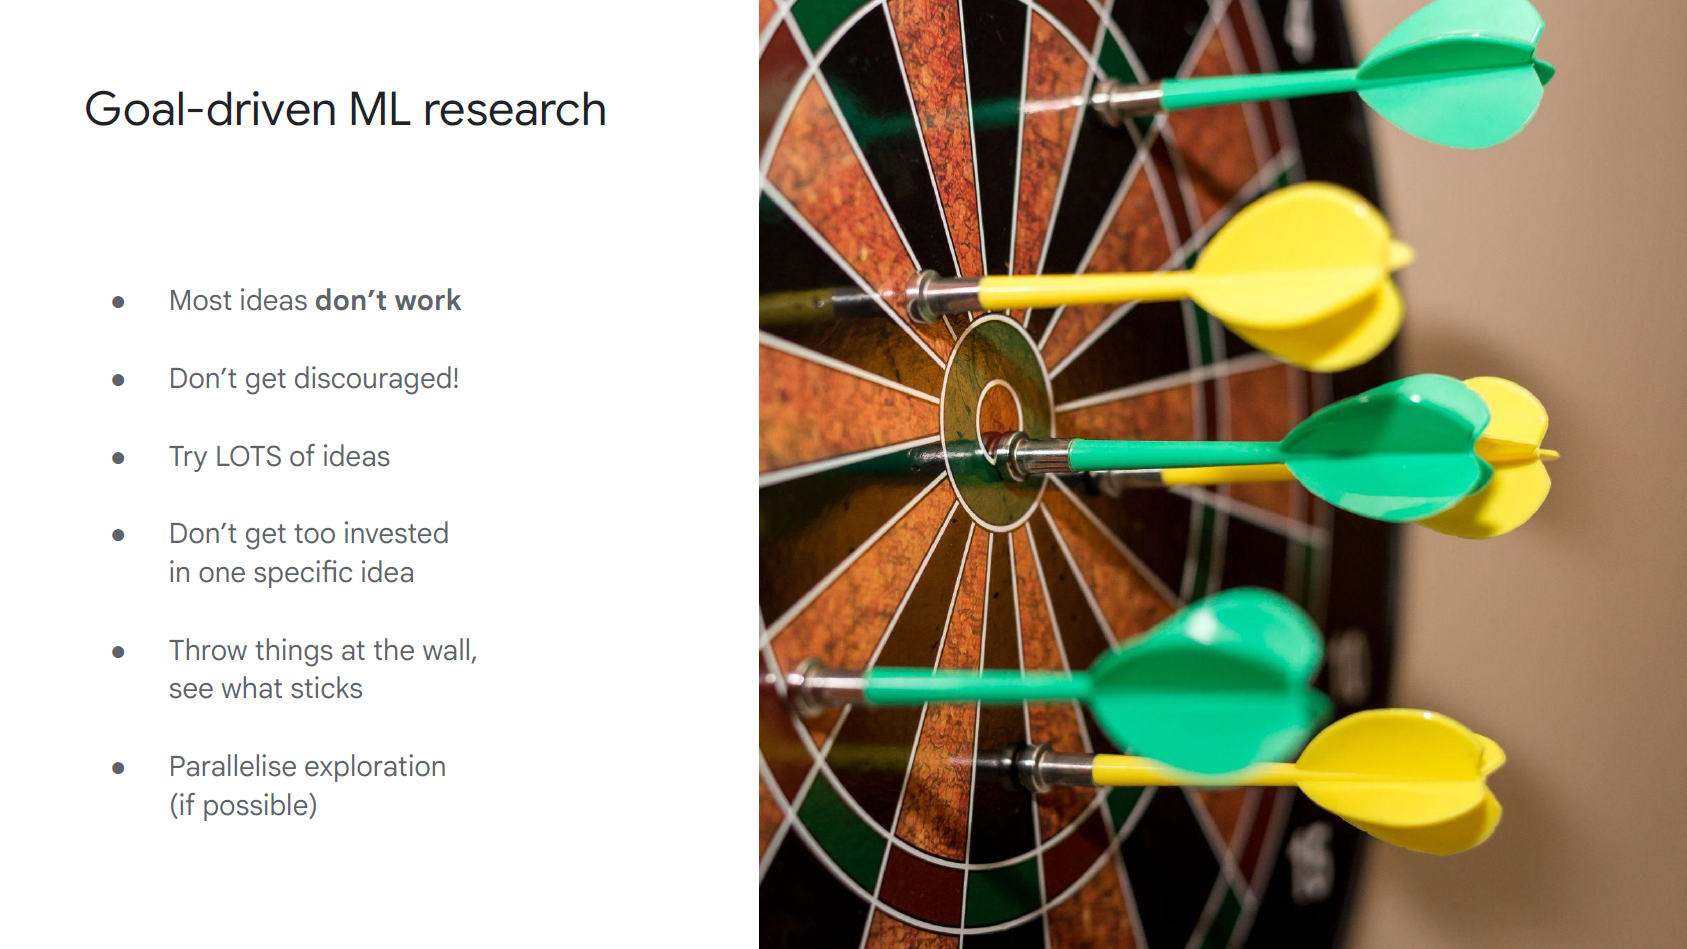 Goal-driven ML research
● Most ideas don't work
● Don't get discouraged!
● Try LOTS of ideas
● Don't get too invested
in one specific idea
● Throw things at the wall,
see what sticks
● Parallelise exploration
(if possible)